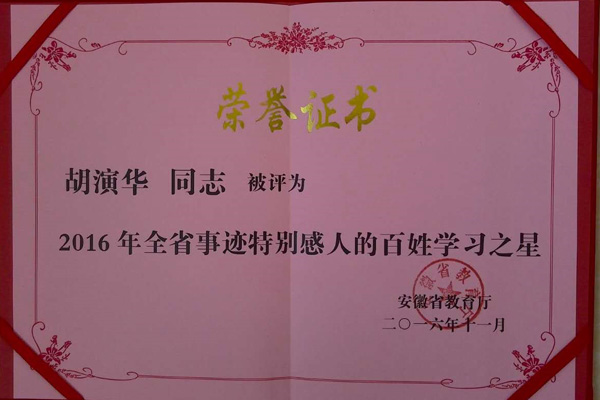 荣誉证书
胡演华 同志 被评为
2016年全省事迹特别感人的百姓学习之星
安徽省教育厅
二〇一六年十一月